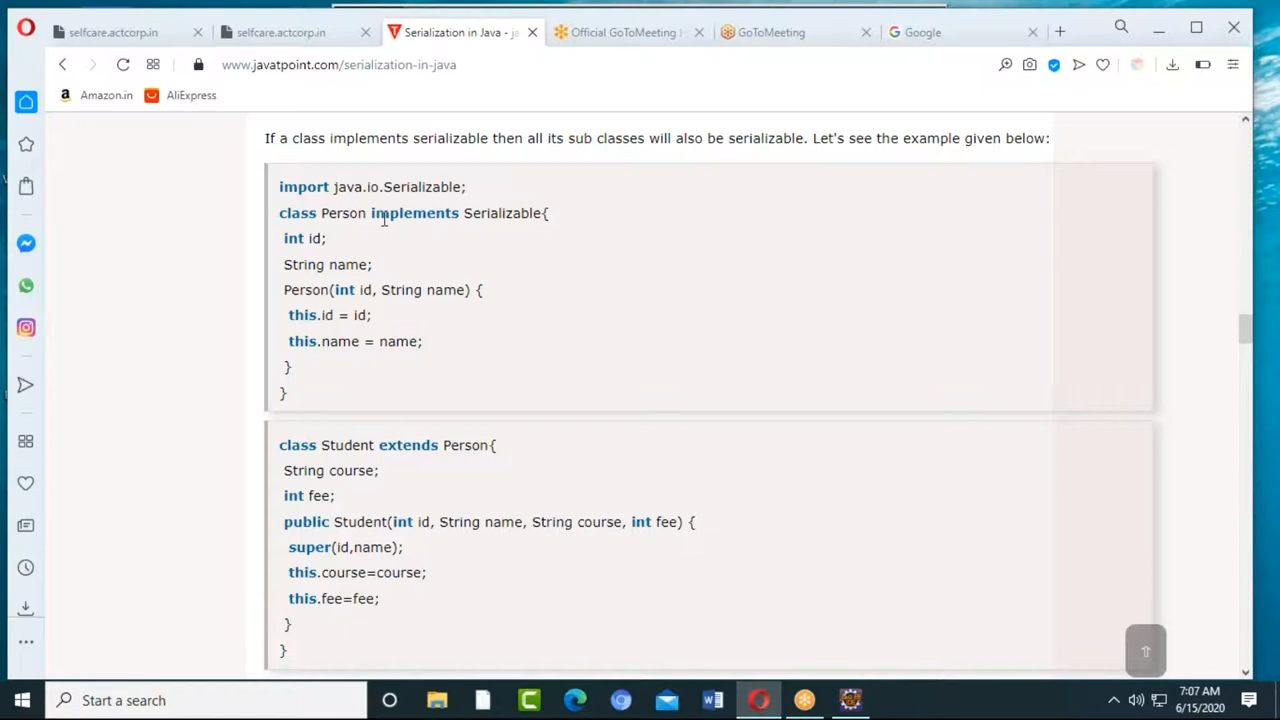 selfcare.actcorp.in
selfcare.actcorp.in
Serialization in Java - ja
Official GoToMeeting
GoToMeeting
Google
www.javatpoint.com/serialization-in-java
a Amazon.in
AliExpress
If a class implements serializable then all its sub classes will also be serializable. Let's see the example given below:
import java.io.Serializable;
class Person implements Serializable{
int id;
String name;
Person(int id, String name) {
this.id = id;
this.name = name;
}
}
class Student extends Person{
String course;
int fee;
public Student(int id, String name, String course, int fee) {
super(id,name);
this.course=course;
this.fee=fee;
}
}
Start a search
7:07 AM
6/15/2020